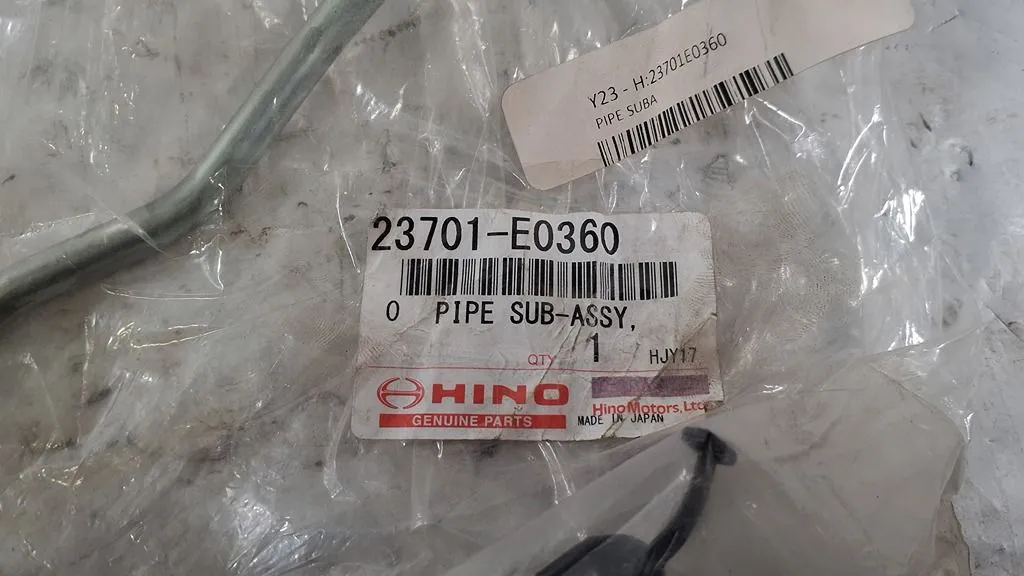 Y23 - H:23701E0360
PIPE SUBA
23701-E0360
0 PIPE SUB-ASSY,
QTY 1 HJY17
HINO
GENUINE PARTS
Hino Motors, Ltd.
MADE IN JAPAN